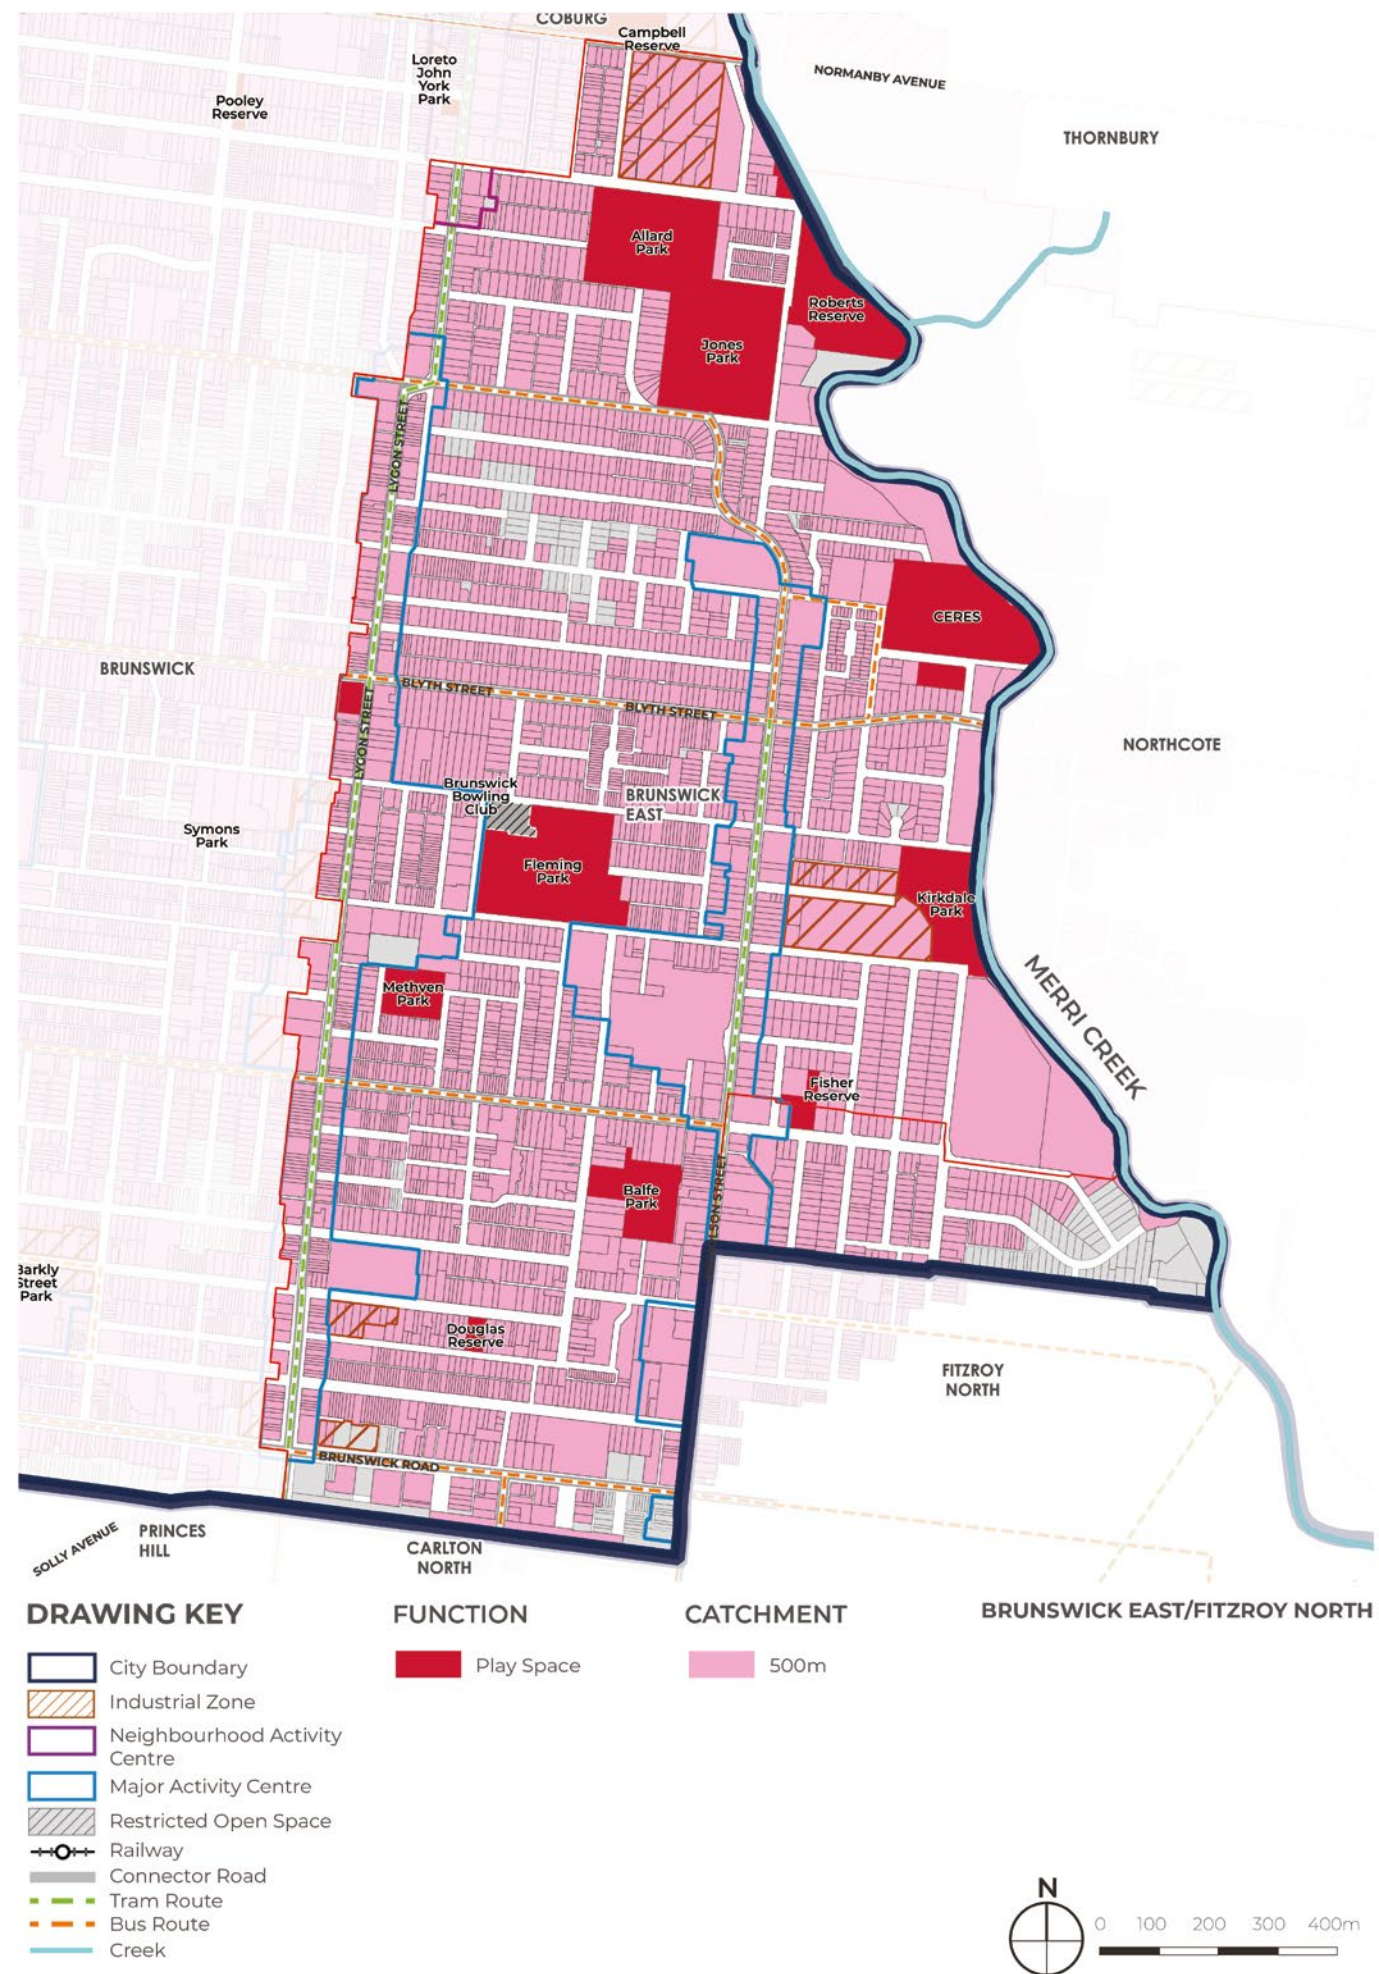 COBURG
Campbell
Reserve
Loreto
John
York
Park
NORMANBY AVENUE
Pooley
Reserve
THORNBURY
Allard
Park
Roberts
Reserve
Jones
Park
LYGON STREET
CERES
BRUNSWICK
BLYTH STREET
BLYTH STREET
LYGON STREET
NORTHCOTE
Brunswick
Bowling
Club
BRUNSWICK
EAST
Symons
Park
Fleming
Park
Kirkdale
Park
MERRI CREEK
Methven
Park
Fisher
Reserve
Balfe
Park
LSON STREET
Barkly
Street
Park
Douglas
Reserve
FITZROY
NORTH
BRUNSWICK ROAD
SOLLY AVENUE
PRINCES
HILL
CARLTON
NORTH
DRAWING KEY
City Boundary
Industrial Zone
Neighbourhood Activity
Centre
Major Activity Centre
Restricted Open Space
Railway
Connector Road
Tram Route
Bus Route
Creek
FUNCTION
Play Space
CATCHMENT
500m
BRUNSWICK EAST/FITZROY NORTH
N
0 100 200 300 400m